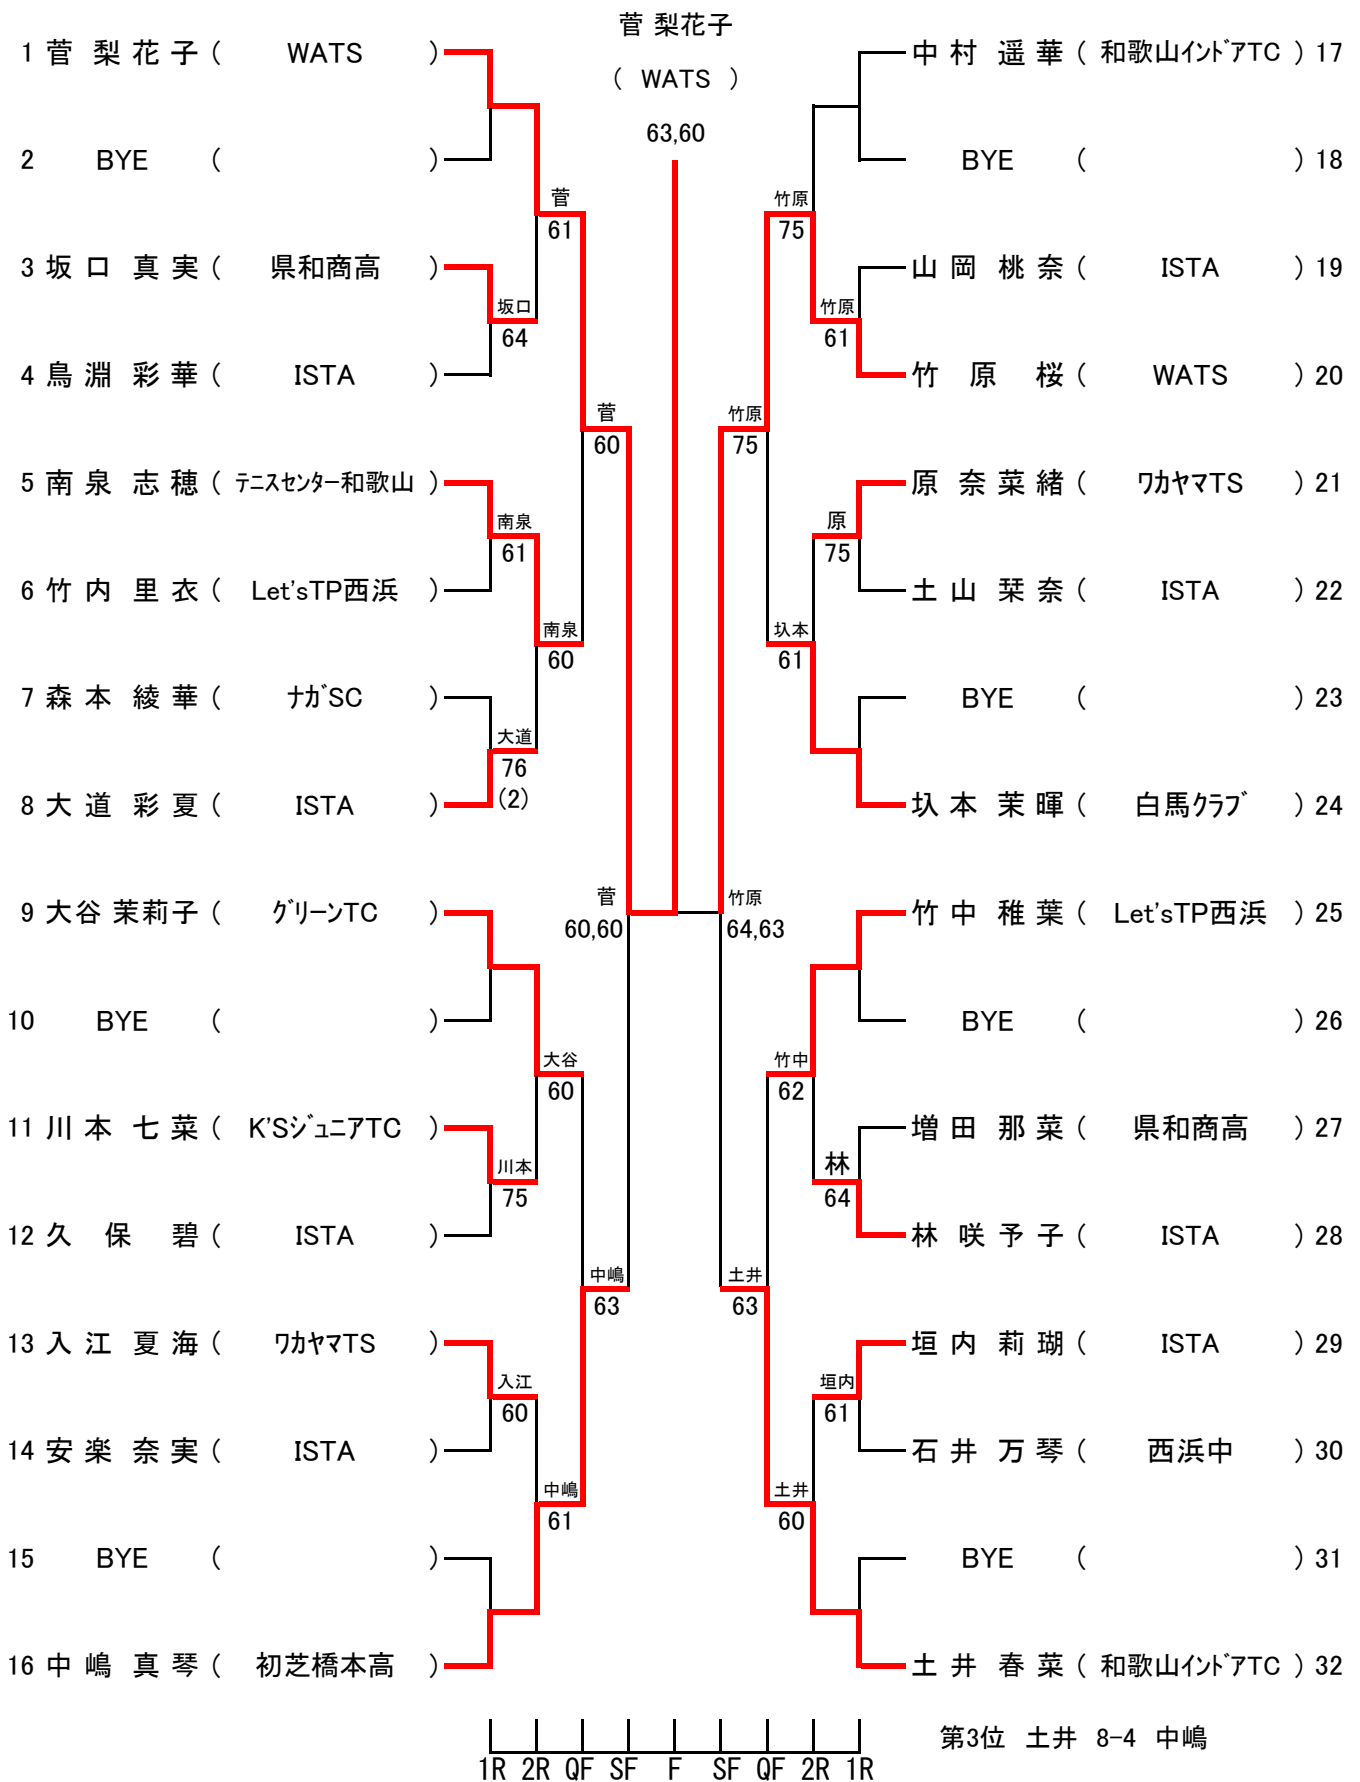 菅 梨花子
( WATS )
63,60
1 菅 梨 花 子 ( WATS )
2 BYE ( )
菅
61
3 坂 口 真 実 ( 県和商高 )
坂口
64
4 鳥 淵 彩 華 ( ISTA )
菅
60
5 南 泉 志 穂 ( テニスセンター和歌山 )
南泉
61
6 竹 内 里 衣 ( Let'sTP西浜 )
南泉
60
7 森 本 綾 華 ( ナガSC )
大道
76
(2)
8 大 道 彩 夏 ( ISTA )
菅
60,60
9 大谷 茉莉子 ( グリーンTC )
10 BYE ( )
大谷
60
11 川 本 七 菜 ( K'SジュニアTC )
川本
75
12 久 保 碧 ( ISTA )
中嶋
63
13 入 江 夏 海 ( ワカヤマTS )
入江
60
14 安 楽 奈 実 ( ISTA )
中嶋
61
15 BYE ( )
16 中 嶋 真 琴 ( 初芝橋本高 )
中 村 遥 華 ( 和歌山インドアTC ) 17
BYE ( ) 18
竹原
75
山 岡 桃 奈 ( ISTA ) 19
竹原
61
竹 原 桜 ( WATS ) 20
竹原
75
原 奈 菜 緒 ( ワカヤマTS ) 21
原
75
土 山 栞 奈 ( ISTA ) 22
圦本
61
BYE ( ) 23
圦 本 茉 暉 ( 白馬クラブ ) 24
竹原
64,63
竹 中 稚 葉 ( Let'sTP西浜 ) 25
BYE ( ) 26
竹中
62
増 田 那 菜 ( 県和商高 ) 27
林
64
林 咲 予 子 ( ISTA ) 28
土井
63
垣 内 莉 瑚 ( ISTA ) 29
垣内
61
石 井 万 琴 ( 西浜中 ) 30
土井
60
BYE ( ) 31
土 井 春 菜 ( 和歌山インドアTC ) 32
第3位 土井 8-4 中嶋
1R 2R QF SF F SF QF 2R 1R